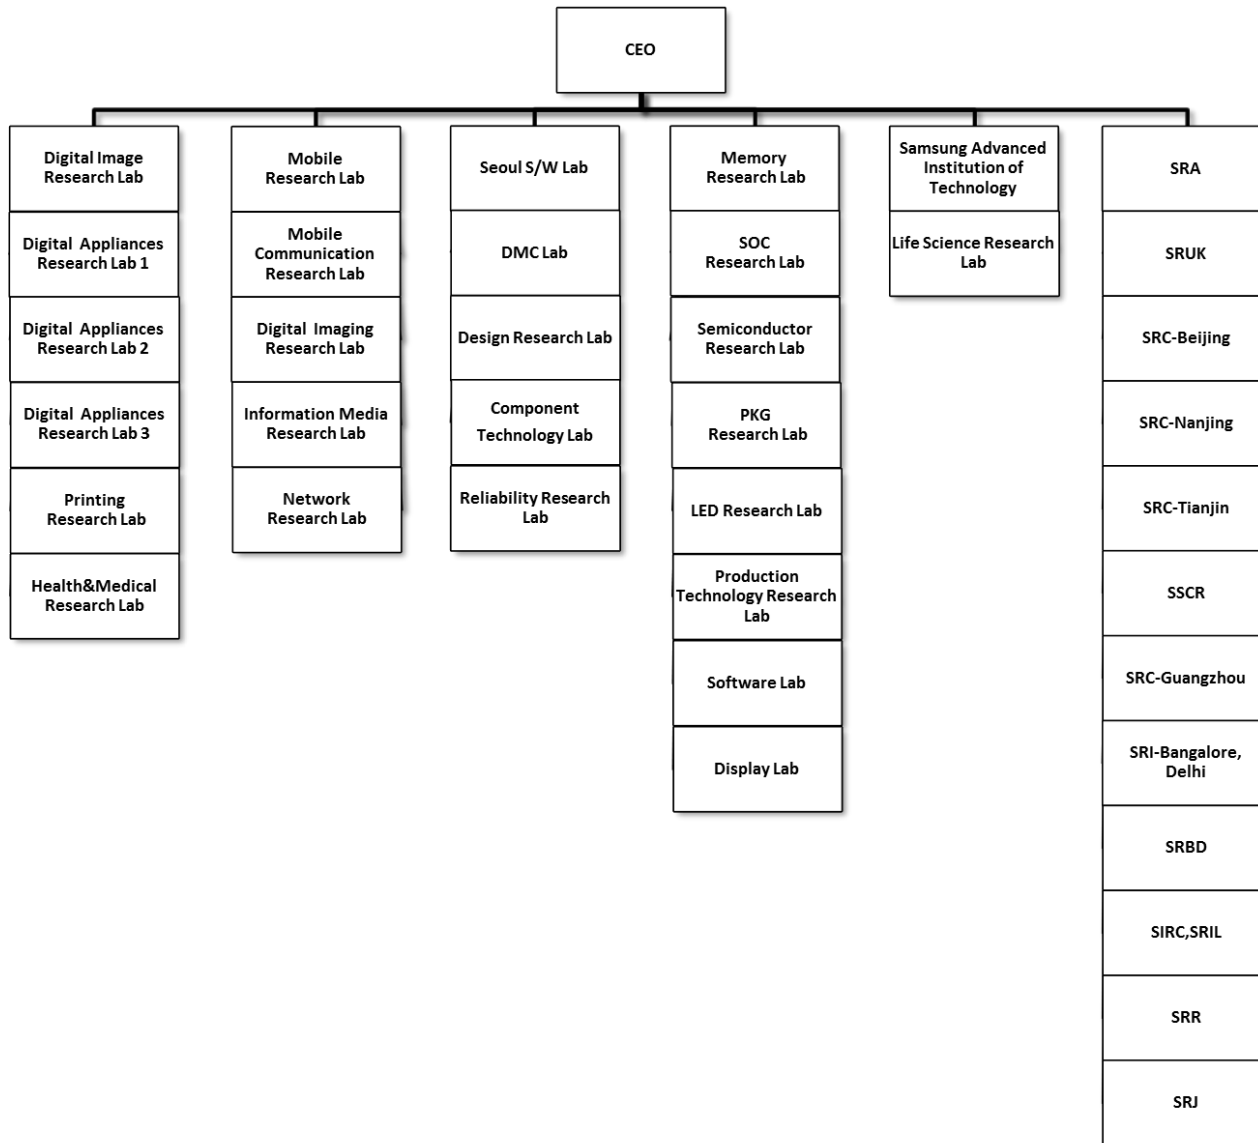 CEO
Digital Image
Research Lab
Digital Appliances
Research Lab 1
Digital Appliances
Research Lab 2
Digital Appliances
Research Lab 3
Printing
Research Lab
Health&Medical
Research Lab
Mobile
Research Lab
Mobile
Communication
Research Lab
Digital Imaging
Research Lab
Information Media
Research Lab
Network
Research Lab
Seoul S/W Lab
DMC Lab
Design Research Lab
Component
Technology Lab
Reliability Research
Lab
Memory
Research Lab
SOC
Research Lab
Semiconductor
Research Lab
PKG
Research Lab
LED Research Lab
Production
Technology Research
Lab
Software Lab
Display Lab
Samsung Advanced
Institution of
Technology
Life Science Research
Lab
SRA
SRUK
SRC-Beijing
SRC-Nanjing
SRC-Tianjin
SSCR
SRC-Guangzhou
SRI-Bangalore,
Delhi
SRBD
SIRC,SRIL
SRR
SRJ